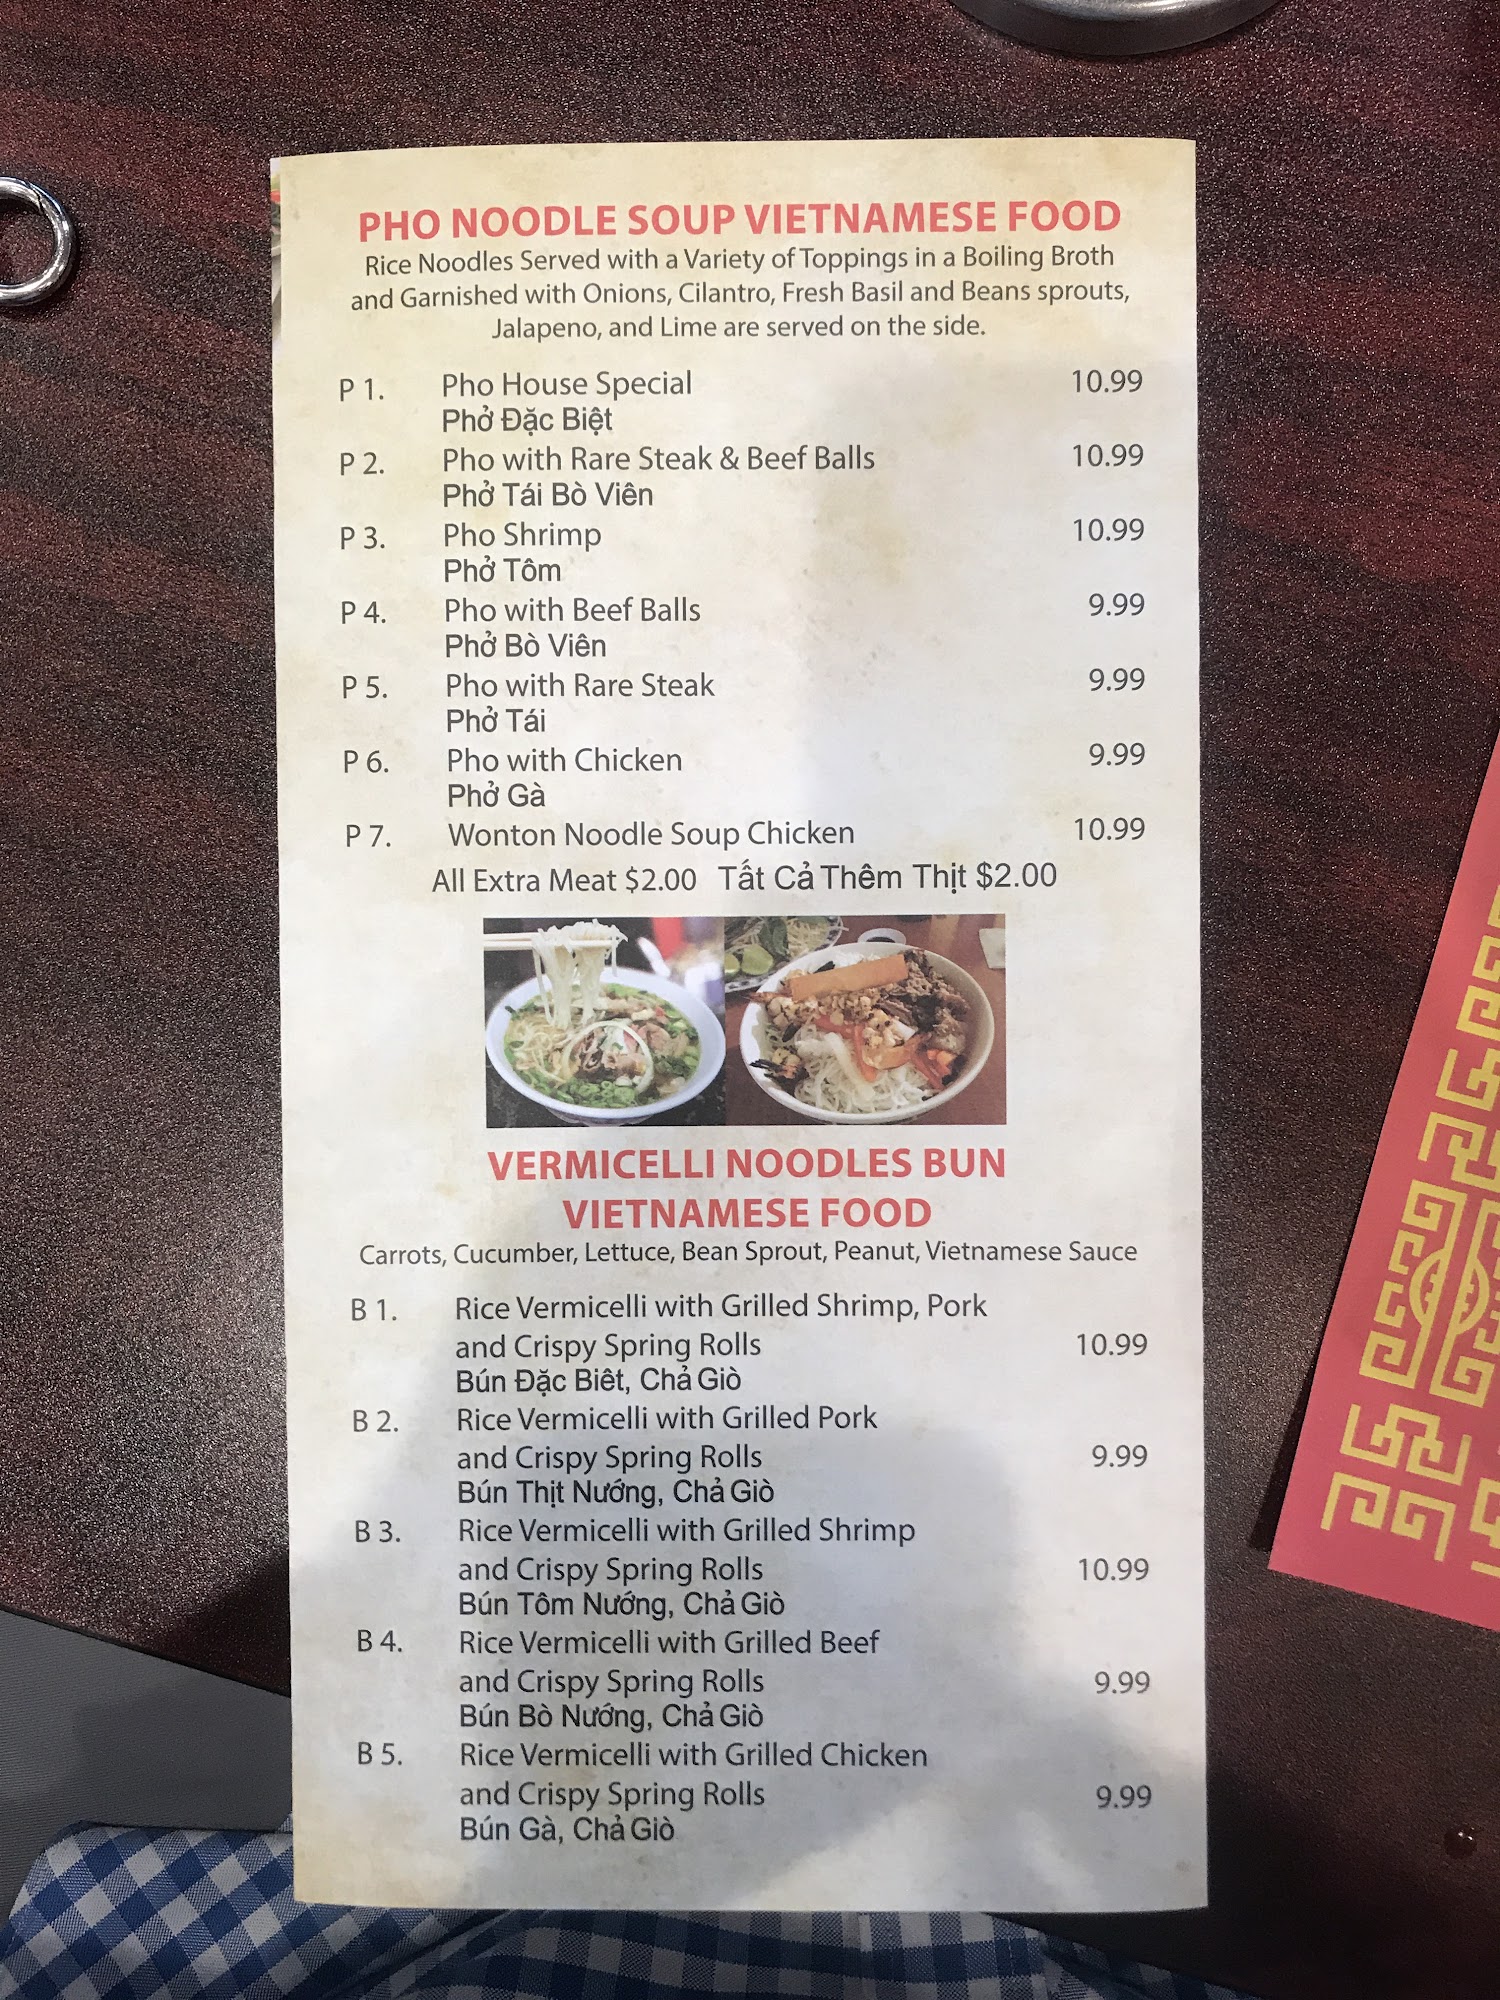 PHO NOODLE SOUP VIETNAMESE FOOD
Rice Noodles Served with a Variety of Toppings in a Boiling Broth
and Garnished with Onions, Cilantro, Fresh Basil and Beans sprouts,
Jalapeno, and Lime are served on the side.
P 1. Pho House Special 10.99
Phở Đặc Biệt
P 2. Pho with Rare Steak & Beef Balls 10.99
Phở Tái Bò Viên
P 3. Pho Shrimp 10.99
Phở Tôm
P 4. Pho with Beef Balls 9.99
Phở Bò Viên
P 5. Pho with Rare Steak 9.99
Phở Tái
P 6. Pho with Chicken 9.99
Phở Gà
P 7. Wonton Noodle Soup Chicken 10.99
All Extra Meat $2.00 Tất Cả Thêm Thịt $2.00
VERMICELLI NOODLES BUN
VIETNAMESE FOOD
Carrots, Cucumber, Lettuce, Bean Sprout, Peanut, Vietnamese Sauce
B 1. Rice Vermicelli with Grilled Shrimp, Pork
and Crispy Spring Rolls 10.99
Bún Đặc Biêt, Chả Giò
B 2. Rice Vermicelli with Grilled Pork
and Crispy Spring Rolls 9.99
Bún Thịt Nướng, Chả Giò
B 3. Rice Vermicelli with Grilled Shrimp
and Crispy Spring Rolls 10.99
Bún Tôm Nướng, Chả Giò
B 4. Rice Vermicelli with Grilled Beef
and Crispy Spring Rolls 9.99
Bún Bò Nướng, Chả Giò
B 5. Rice Vermicelli with Grilled Chicken
and Crispy Spring Rolls 9.99
Bún Gà, Chả Giò